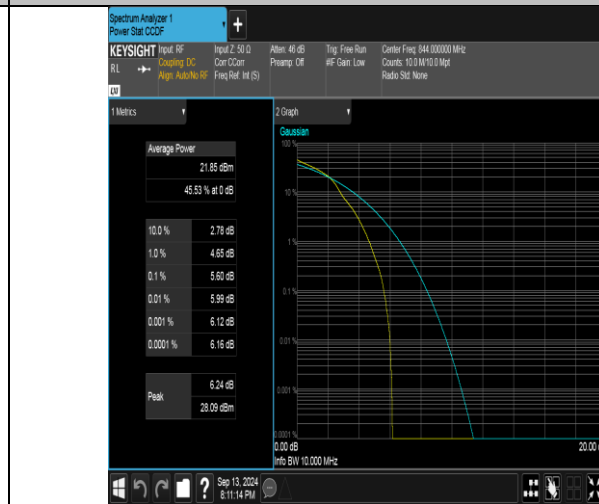 Spectrum Analyzer 1
Power Stat CCDF
+
KEYSIGHT Input: RF Input Z: 50 Ω Atten: 46 dB Trig: Free Run Center Freq: 844.000000 MHz
RL Coupling: DC Corr CCorr Preamp: Off #IF Gain: Low Counts: 10.0 M/10.0 Mpt
Align: Auto/No RF Freq Ref: Int (S) Radio Std: None
LXI
1 Metrics
2 Graph
Gaussian
Average Power
21.85 dBm
45.53 % at 0 dB
10.0 % 2.78 dB
1.0 % 4.65 dB
0.1 % 5.60 dB
0.01 % 5.99 dB
0.001 % 6.12 dB
0.0001 % 6.16 dB
Peak 6.24 dB
28.09 dBm
100 %
10 %
1 %
0.1 %
0.01 %
0.001 %
0.0001 %
0.00 dB 20.00
Info BW 10.000 MHz
? Sep 13, 2024
8:11:14 PM